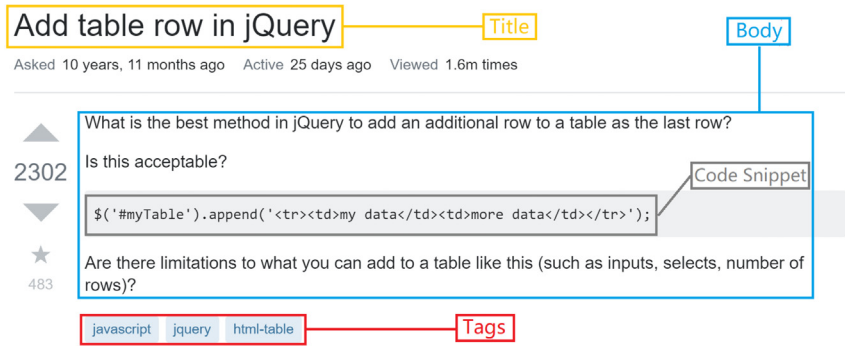 Add table row in jQuery
Title
Body
Asked 10 years, 11 months ago Active 25 days ago Viewed 1.6m times
What is the best method in jQuery to add an additional row to a table as the last row?
2302
Is this acceptable?
Code Snippet
$('#myTable').append('<tr><td>my data</td><td>more data</td></tr>');
483
Are there limitations to what you can add to a table like this (such as inputs, selects, number of
rows)?
javascript jquery html-table
Tags